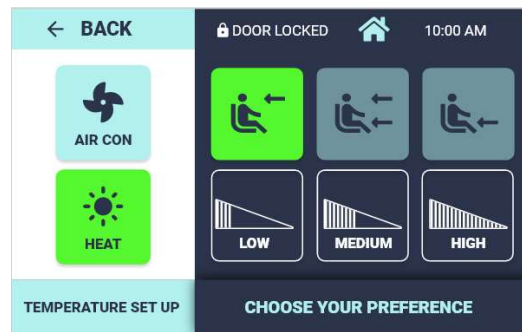 ← BACK
DOOR LOCKED
10:00 AM
AIR CON
HEAT
LOW
MEDIUM
HIGH
TEMPERATURE SET UP
CHOOSE YOUR PREFERENCE